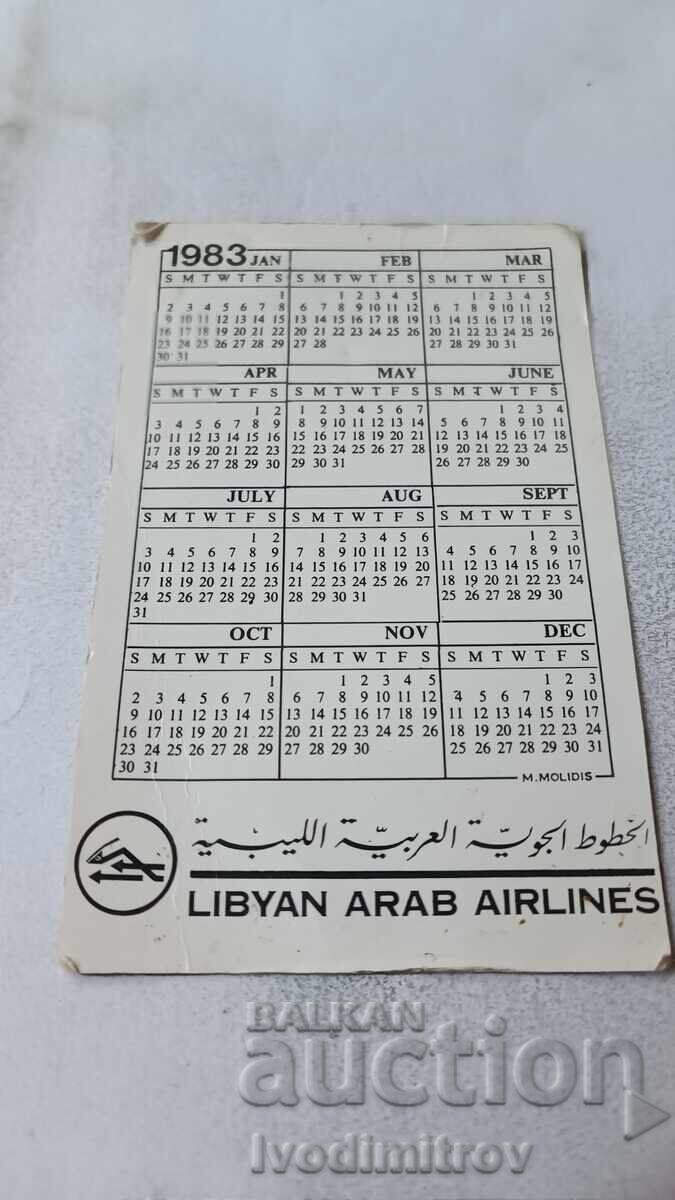 1983 JAN FEB MAR
S M T W T F S S M T W T F S S M T W T F S
1 1 2 3 4 5 1 2 3 4 5
2 3 4 5 6 7 8 6 7 8 9 10 11 12 6 7 8 9 10 11 12
9 10 11 12 13 14 15 13 14 15 16 17 18 19 13 14 15 16 17 18 19
16 17 18 19 20 21 22 20 21 22 23 24 25 26 20 21 22 23 24 25 26
23 24 25 26 27 28 29 27 28 27 28 29 30 31
30 31
APR MAY JUNE
S M T W T F S S M T W T F S S M T W T F S
1 2 1 2 3 4 5 6 7 1 2 3 4
3 4 5 6 7 8 9 8 9 10 11 12 13 14 5 6 7 8 9 10 11
10 11 12 13 14 15 16 15 16 17 18 19 20 21 12 13 14 15 16 17 18
17 18 19 20 21 22 23 22 23 24 25 26 27 28 19 20 21 22 23 24 25
24 25 26 27 28 29 30 29 30 31 26 27 28 29 30
JULY AUG SEPT
S M T W T F S S M T W T F S S M T W T F S
1 2 1 2 3 4 5 6 1 2 3
3 4 5 6 7 8 9 7 8 9 10 11 12 13 4 5 6 7 8 9 10
10 11 12 13 14 15 16 14 15 16 17 18 19 20 11 12 13 14 15 16 17
17 18 19 20 21 22 23 21 22 23 24 25 26 27 18 19 20 21 22 23 24
24 25 26 27 28 29 30 28 29 30 31 25 26 27 28 29 30
31
OCT NOV DEC
S M T W T F S S M T W T F S S M T W T F S
1 1 2 3 4 5 1 2 3
2 3 4 5 6 7 8 6 7 8 9 10 11 12 4 5 6 7 8 9 10
9 10 11 12 13 14 15 13 14 15 16 17 18 19 11 12 13 14 15 16 17
16 17 18 19 20 21 22 20 21 22 23 24 25 26 18 19 20 21 22 23 24
23 24 25 26 27 28 29 27 28 29 30 25 26 27 28 29 30 31
30 31
M. MOLIDIS
الخطوط الجوية العربية الليبية
LIBYAN ARAB AIRLINES
BALKAN
auction
Ivodimitrov